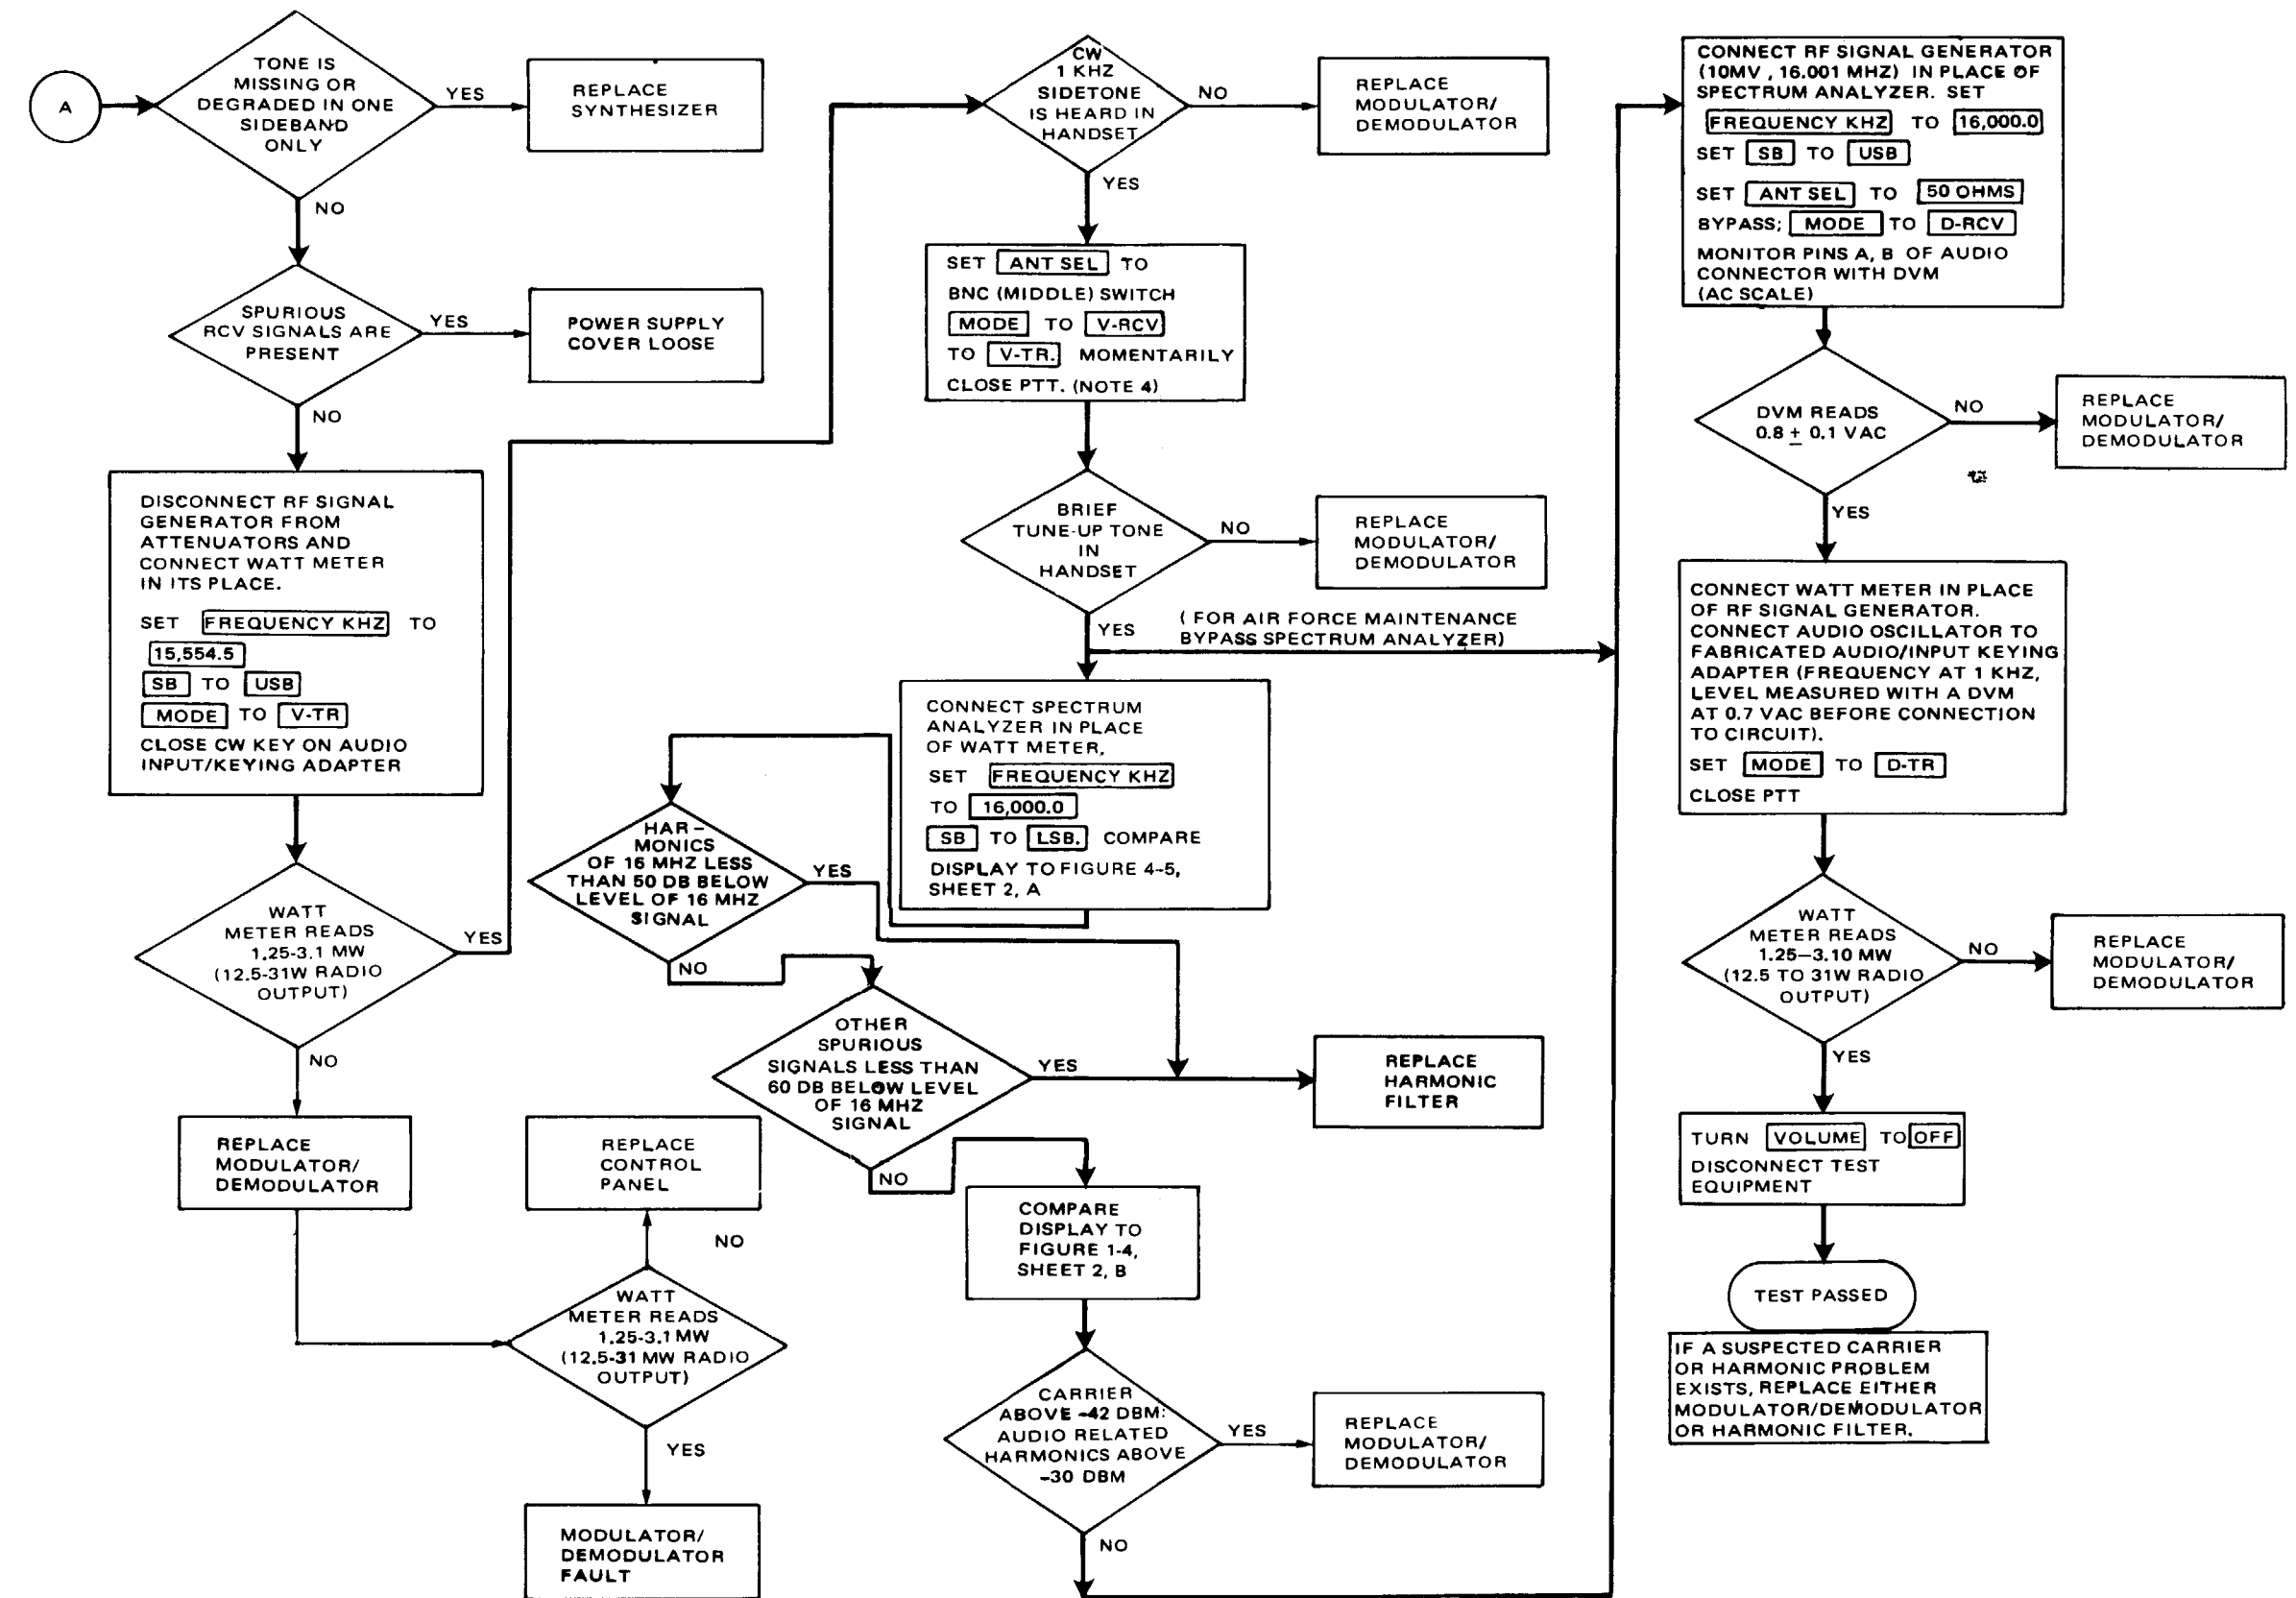 A
TONE IS
MISSING OR
DEGRADED IN ONE
SIDEBAND
ONLY
YES
REPLACE
SYNTHESIZER
NO
SPURIOUS
RCV SIGNALS ARE
PRESENT
YES
POWER SUPPLY
COVER LOOSE
NO
DISCONNECT RF SIGNAL
GENERATOR FROM
ATTENUATORS AND
CONNECT WATT METER
IN ITS PLACE.
SET FREQUENCY KHZ TO
15,554.5
SB TO USB
MODE TO V-TR
CLOSE CW KEY ON AUDIO
INPUT/KEYING ADAPTER
WATT
METER READS
1.25-3.1 MW
(12.5-31W RADIO
OUTPUT)
YES
NO
REPLACE
MODULATOR/
DEMODULATOR
REPLACE
CONTROL
PANEL
NO
WATT
METER READS
1.25-3.1 MW
(12.5-31 MW RADIO
OUTPUT)
YES
MODULATOR/
DEMODULATOR
FAULT
CW
1 KHZ
SIDETONE
IS HEARD IN
HANDSET
NO
REPLACE
MODULATOR/
DEMODULATOR
YES
SET ANT SEL TO
BNC (MIDDLE) SWITCH
MODE TO V-RCV
TO V-TR. MOMENTARILY
CLOSE PTT. (NOTE 4)
BRIEF
TUNE-UP TONE
IN
HANDSET
NO
REPLACE
MODULATOR/
DEMODULATOR
YES
( FOR AIR FORCE MAINTENANCE
BYPASS SPECTRUM ANALYZER)
CONNECT SPECTRUM
ANALYZER IN PLACE
OF WATT METER.
SET FREQUENCY KHZ
TO 16,000.0
SB TO LSB. COMPARE
DISPLAY TO FIGURE 4-5,
SHEET 2, A
HAR-
MONICS
OF 16 MHZ LESS
THAN 50 DB BELOW
LEVEL OF 16 MHZ
SIGNAL
YES
NO
OTHER
SPURIOUS
SIGNALS LESS THAN
60 DB BELOW LEVEL
OF 16 MHZ
SIGNAL
YES
REPLACE
HARMONIC
FILTER
NO
COMPARE
DISPLAY TO
FIGURE 1-4,
SHEET 2, B
CARRIER
ABOVE -42 DBM:
AUDIO RELATED
HARMONICS ABOVE
-30 DBM
YES
REPLACE
MODULATOR/
DEMODULATOR
NO
CONNECT RF SIGNAL GENERATOR
(10MV , 16.001 MHZ) IN PLACE OF
SPECTRUM ANALYZER. SET
FREQUENCY KHZ TO 16,000.0
SET SB TO USB
SET ANT SEL TO 50 OHMS
BYPASS; MODE TO D-RCV
MONITOR PINS A, B OF AUDIO
CONNECTOR WITH DVM
(AC SCALE)
DVM READS
0.8 ± 0.1 VAC
NO
REPLACE
MODULATOR/
DEMODULATOR
YES
CONNECT WATT METER IN PLACE
OF RF SIGNAL GENERATOR.
CONNECT AUDIO OSCILLATOR TO
FABRICATED AUDIO/INPUT KEYING
ADAPTER (FREQUENCY AT 1 KHZ,
LEVEL MEASURED WITH A DVM
AT 0.7 VAC BEFORE CONNECTION
TO CIRCUIT).
SET MODE TO D-TR
CLOSE PTT
WATT
METER READS
1.25-3.10 MW
(12.5 TO 31W RADIO
OUTPUT)
NO
REPLACE
MODULATOR/
DEMODULATOR
YES
TURN VOLUME TO OFF
DISCONNECT TEST
EQUIPMENT
TEST PASSED
IF A SUSPECTED CARRIER
OR HARMONIC PROBLEM
EXISTS, REPLACE EITHER
MODULATOR/DEMODULATOR
OR HARMONIC FILTER.